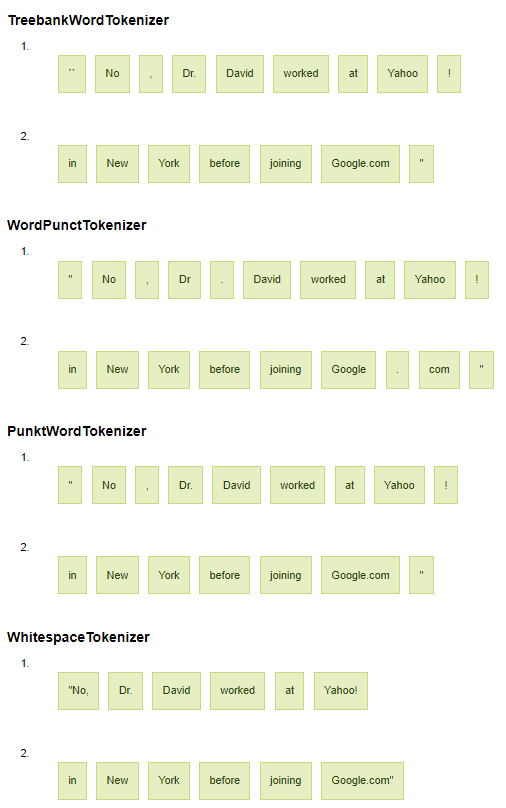 TreebankWordTokenizer
1.
`` No , Dr. David worked at Yahoo !
2.
in New York before joining Google.com "
WordPunctTokenizer
1.
" No , Dr . David worked at Yahoo !
2.
in New York before joining Google . com "
PunktWordTokenizer
1.
" No , Dr. David worked at Yahoo !
2.
in New York before joining Google.com "
WhitespaceTokenizer
1.
"No, Dr. David worked at Yahoo!
2.
in New York before joining Google.com"